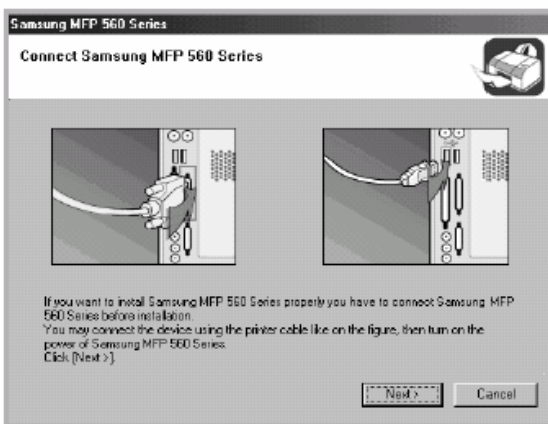 Samsung MFP 560 Series
Connect Samsung MFP 560 Series
If you want to install Samsung MFP 560 Series properly you have to connect Samsung MFP
560 Series before installation.
You may connect the device using the printer cable like on the figure, then turn on the
power of Samsung MFP 560 Series.
Click [Next >].
Next >
Cancel